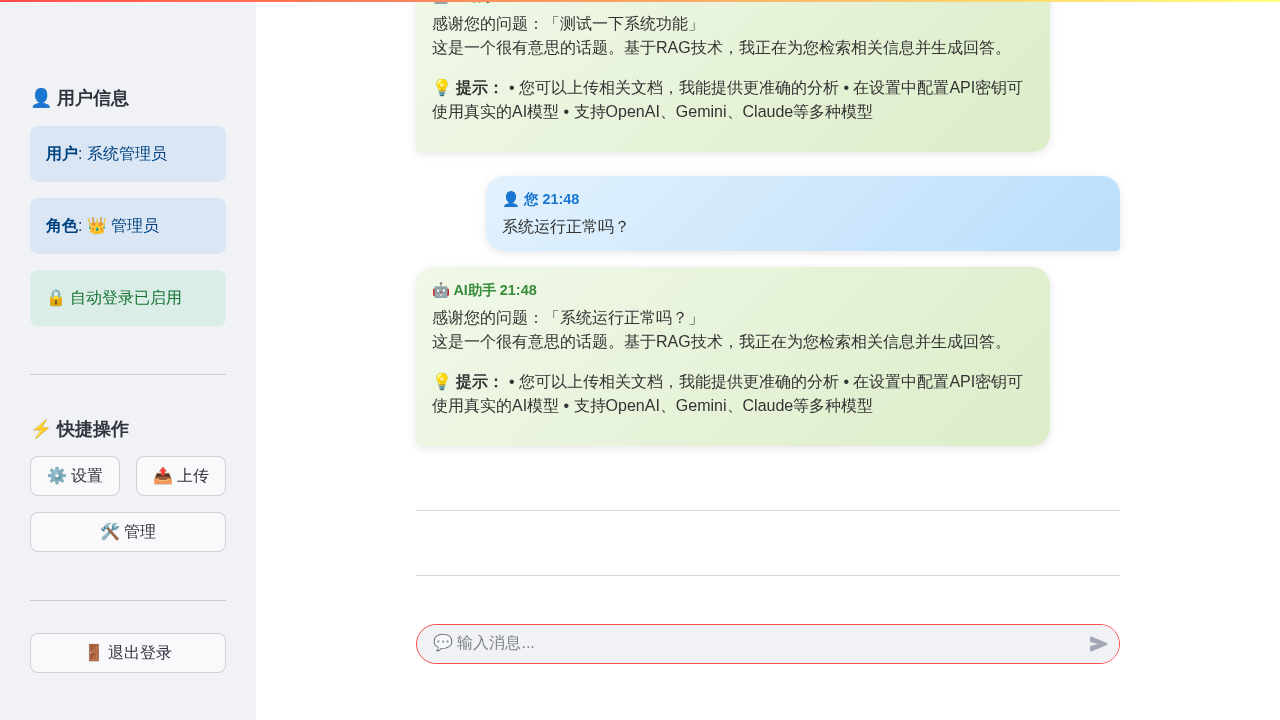 👤 用户信息
用户: 系统管理员
角色: 👑 管理员
🔒 自动登录已启用
⚡ 快捷操作
⚙️ 设置
📤 上传
🛠️ 管理
🚪 退出登录
感谢您的问题：「测试一下系统功能」
这是一个很有意思的话题。基于RAG技术，我正在为您检索相关信息并生成回答。
💡 提示： • 您可以上传相关文档，我能提供更准确的分析 • 在设置中配置API密钥可
使用真实的AI模型 • 支持OpenAI、Gemini、Claude等多种模型
👤 您 21:48
系统运行正常吗？
🤖 AI助手 21:48
感谢您的问题：「系统运行正常吗？」
这是一个很有意思的话题。基于RAG技术，我正在为您检索相关信息并生成回答。
💡 提示： • 您可以上传相关文档，我能提供更准确的分析 • 在设置中配置API密钥可
使用真实的AI模型 • 支持OpenAI、Gemini、Claude等多种模型
💬 输入消息...